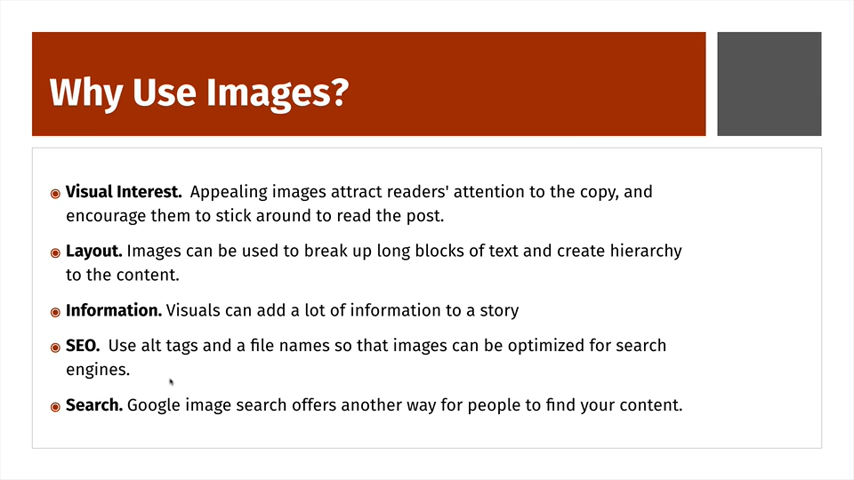 Why Use Images?
Visual Interest.  Appealing images attract readers' attention to the copy, and
encourage them to stick around to read the post.
Layout. Images can be used to break up long blocks of text and create hierarchy
to the content.
Information. Visuals can add a lot of information to a story
SEO.  Use alt tags and a file names so that images can be optimized for search
engines.
Search. Google image search offers another way for people to find your content.